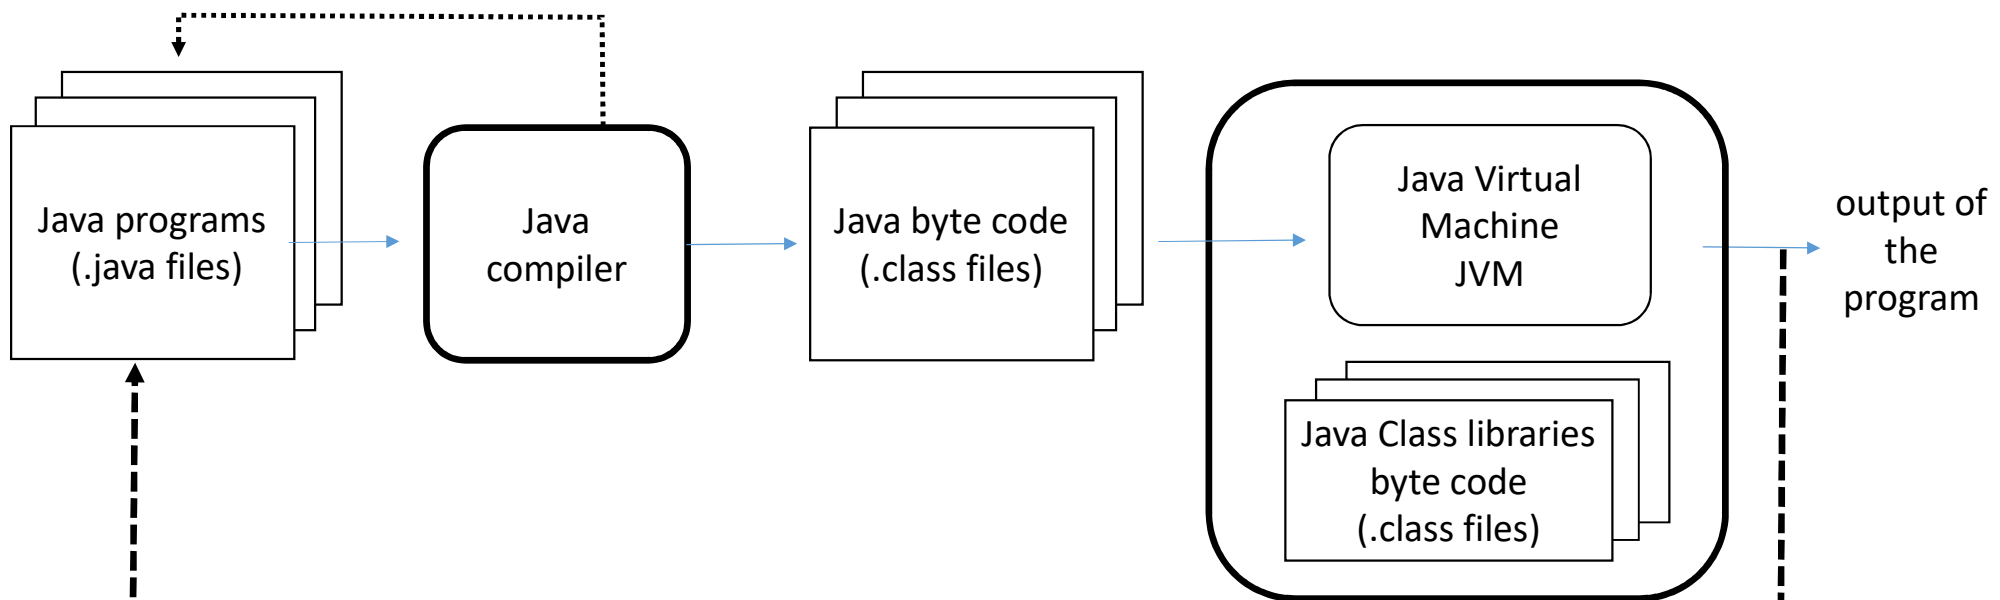 Java programs
(.java files)
Java
compiler
Java byte code
(.class files)
Java Virtual
Machine
JVM
Java Class libraries
byte code
(.class files)
output of
the
program